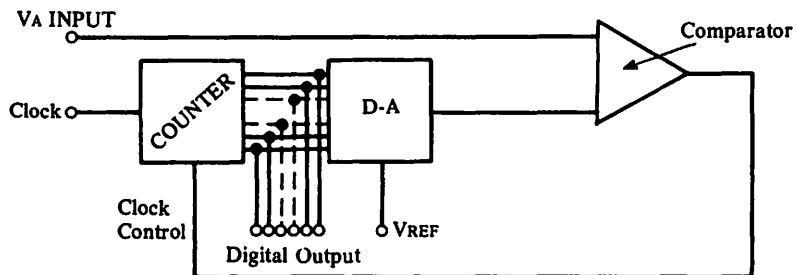 VA INPUT
Comparator
Clock
COUNTER
D-A
Clock
Control
VREF
Digital Output